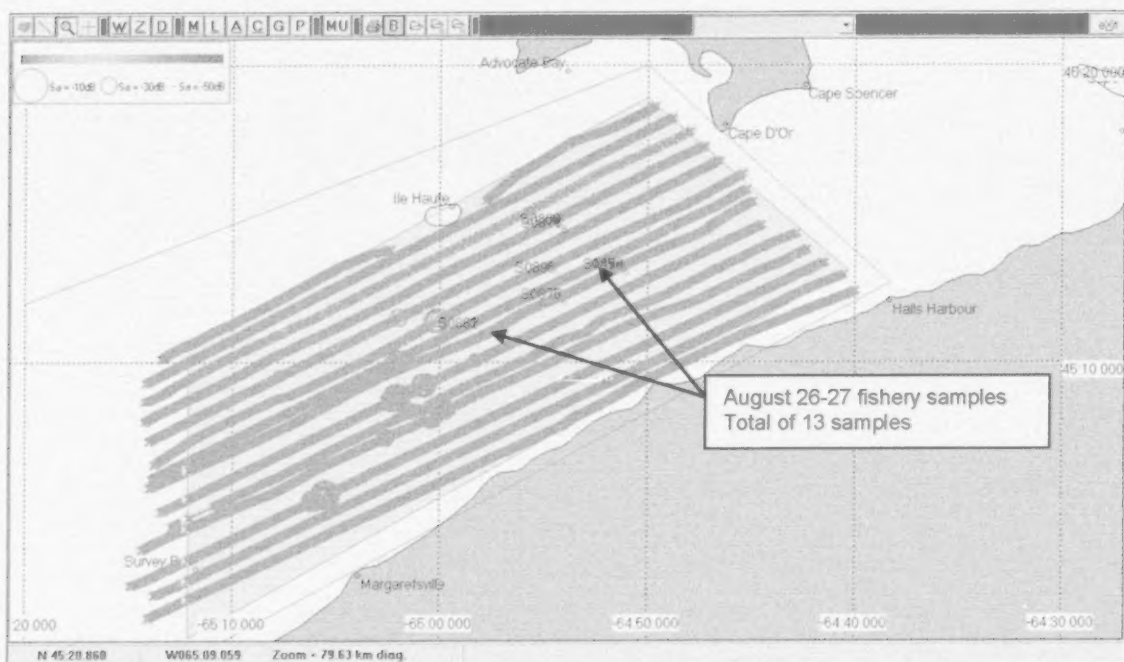 W Z D M L A C G P MU B
Sa = -10dB Sa = -30dB Sa = -50dB
Advocate Bay
45 20 000
Cape Spencer
Cape D'Or
Ile Haute
S0895
S0875
Halls Harbour
45 10 000
August 26-27 fishery samples
Total of 13 samples
Survey
Margaretsville
20 000 -65 10 000 -65 00 000 -64 50 000 -64 40 000 -64 30 000
N 45:20.860 W065:09.059 Zoom = 79.63 km diag.